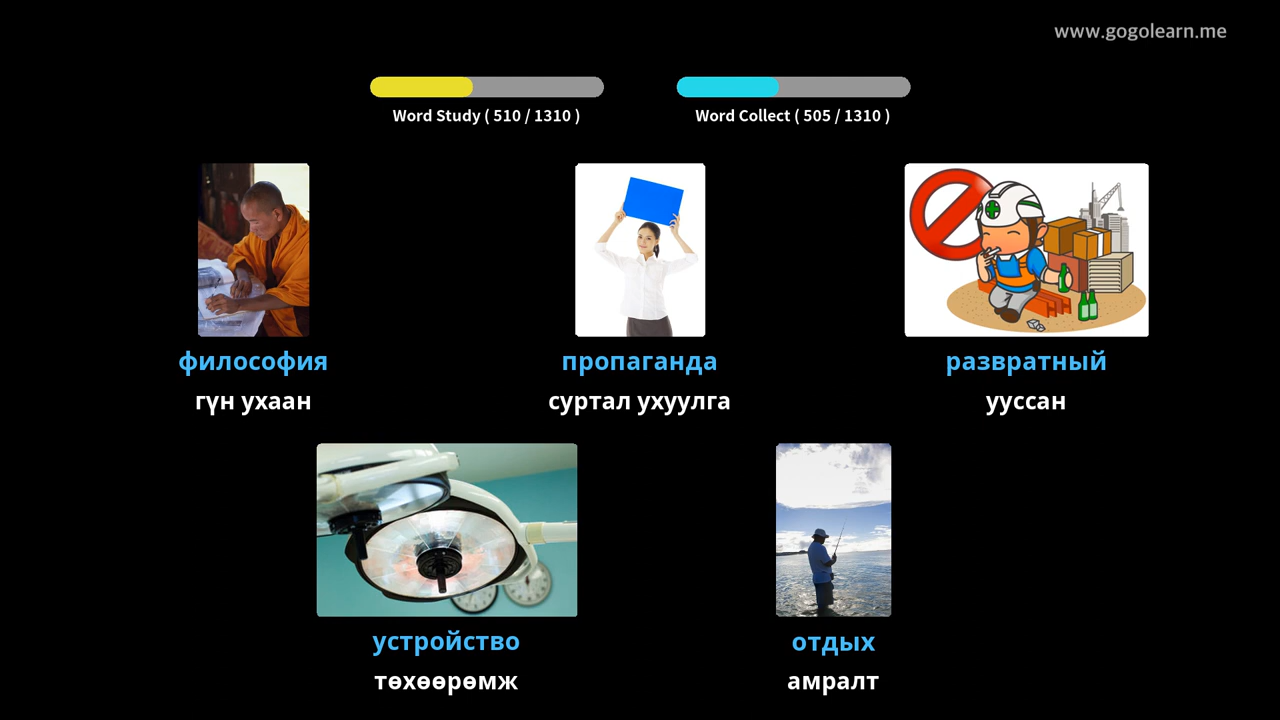 www.gogolearn.me
Word Study ( 510 / 1310 )
Word Collect ( 505 / 1310 )
философия
гүн ухаан
пропаганда
суртал ухуулга
развратный
ууссан
устройство
төхөөрөмж
отдых
амралт